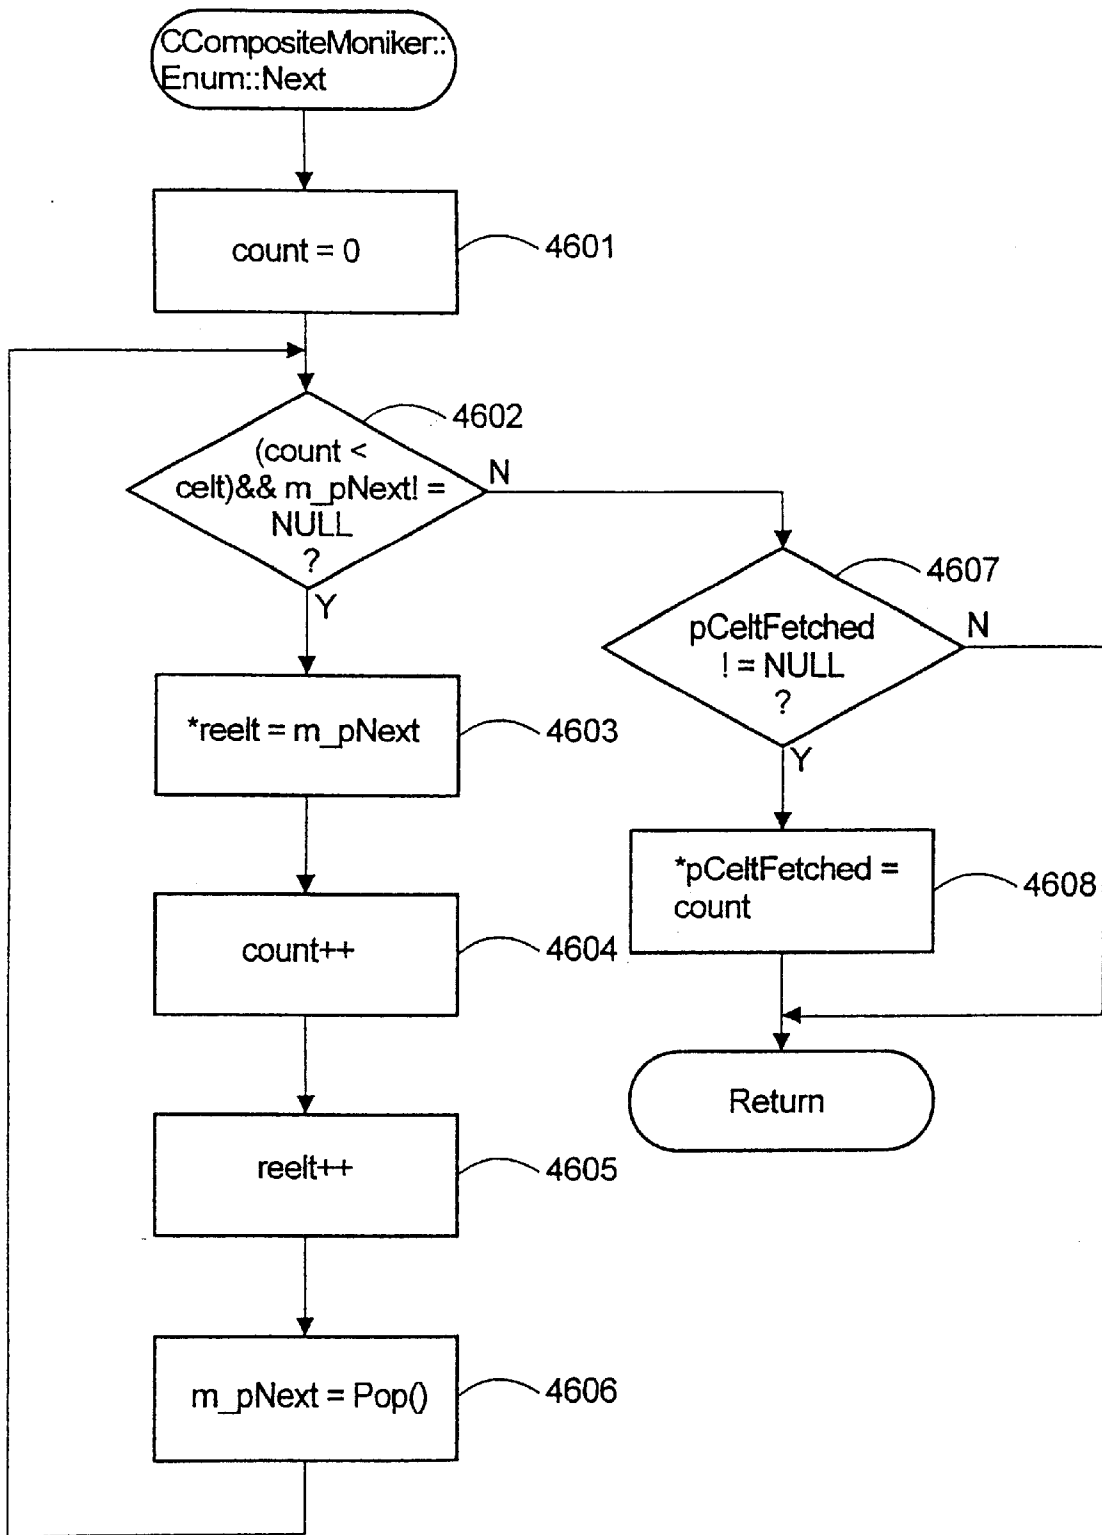 CCompositeMoniker::
Enum::Next
count = 0
4601
4602
(count <
celt)&& m_pNext! =
NULL
?
N
Y
4607
pCeltFetched
! = NULL
?
N
Y
*reelt = m_pNext
4603
*pCeltFetched =
count
4608
count++
4604
Return
reelt++
4605
m_pNext = Pop()
4606